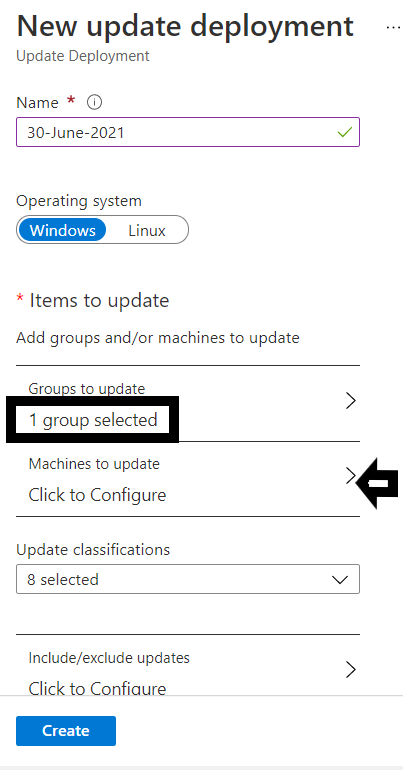 New update deployment ...
Update Deployment
Name *
30-June-2021
Operating system
Windows Linux
* Items to update
Add groups and/or machines to update
Groups to update
1 group selected
Machines to update
Click to Configure
Update classifications
8 selected
Include/exclude updates
Click to Configure
Create